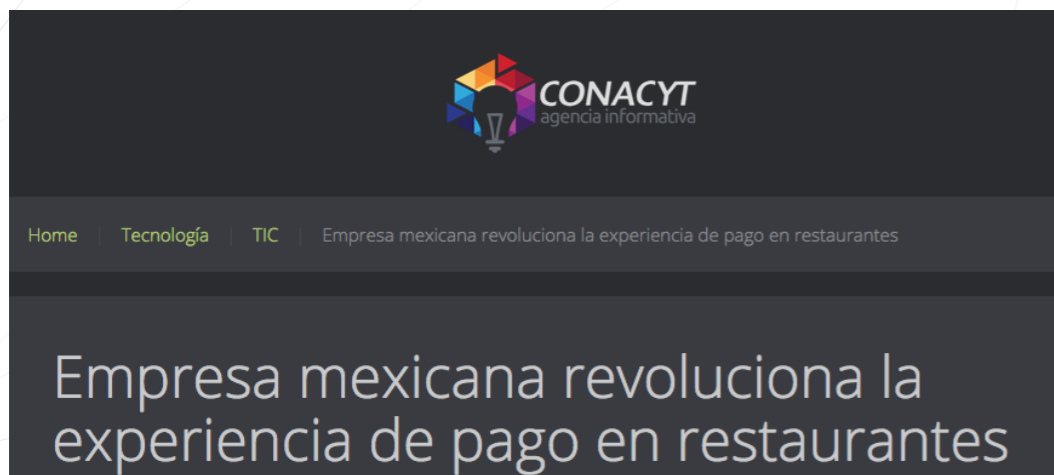 CONACYT
agencia informativa
Home Tecnología TIC Empresa mexicana revoluciona la experiencia de pago en restaurantes
Empresa mexicana revoluciona la
experiencia de pago en restaurantes